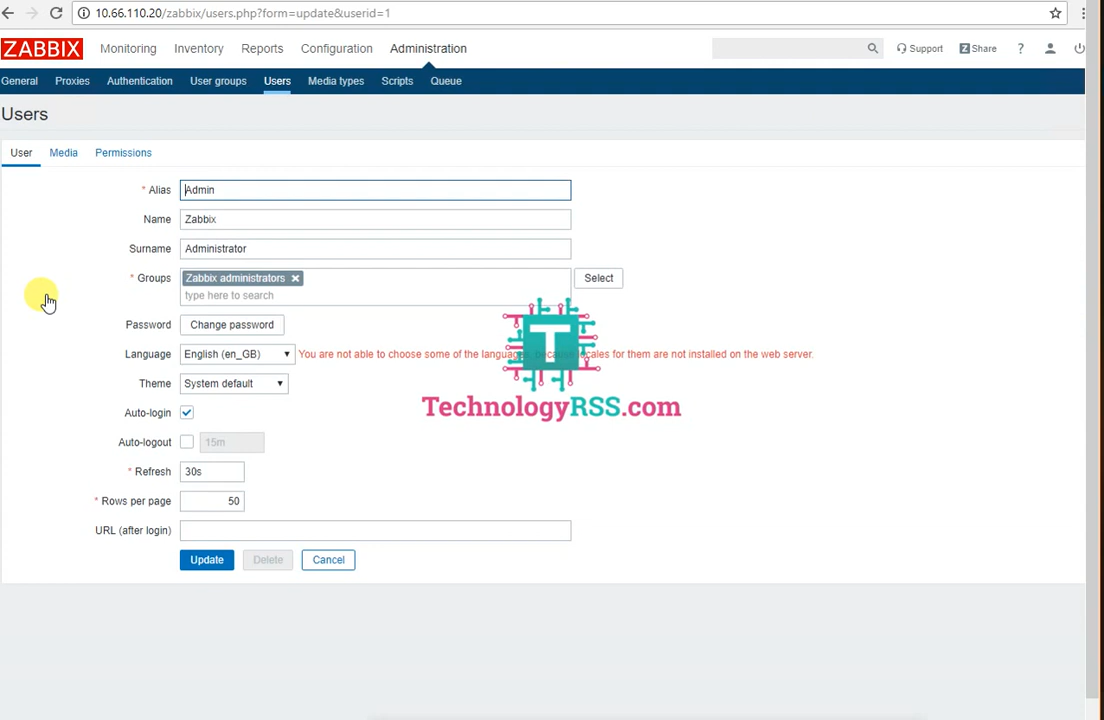 10.66.110.20/zabbix/users.php?form=update&userid=1
ZABBIX Monitoring Inventory Reports Configuration Administration Support Z Share ?
General Proxies Authentication User groups Users Media types Scripts Queue
Users
User Media Permissions
* Alias Admin
Name Zabbix
Surname Administrator
* Groups Zabbix administrators × Select
type here to search
Password Change password
Language English (en_GB) You are not able to choose some of the languages, because locales for them are not installed on the web server.
Theme System default
T
TechnologyRSS.com
Auto-login
Auto-logout 15m
* Refresh 30s
* Rows per page 50
URL (after login)
Update Delete Cancel